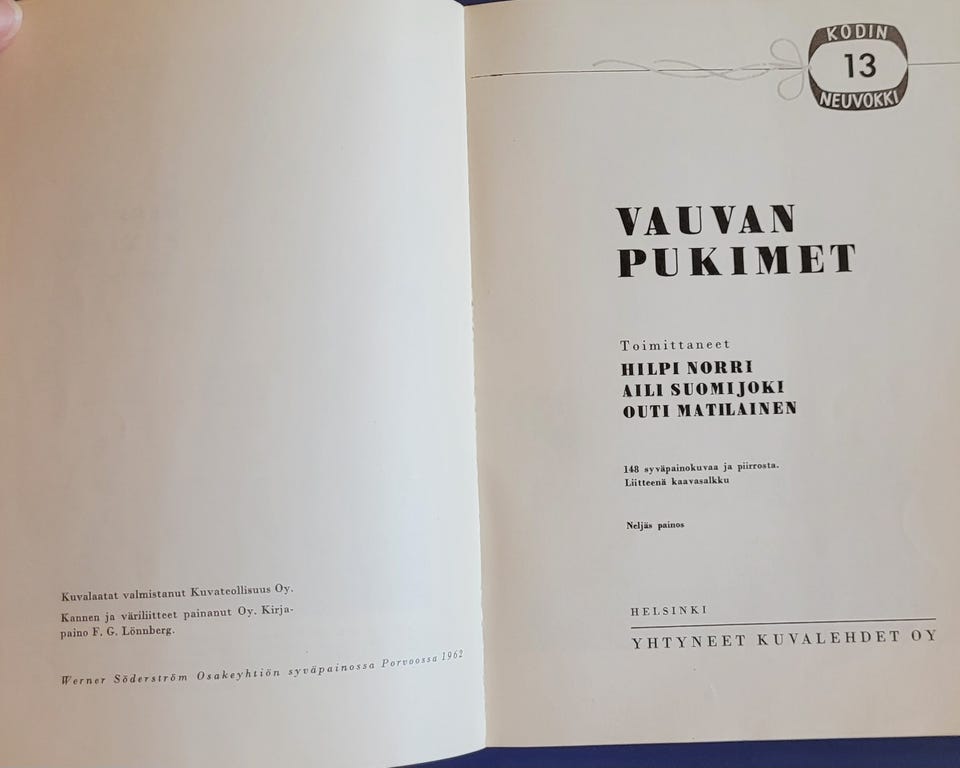 Kuvalaatat valmistanut Kuvateollisuus Oy.
Kannen ja väriliitteet painanut Oy. Kirja-
paino F. G. Lönnberg.
Werner Söderström Osakeyhtiön syväpainossa Porvoossa 1962
KODIN
13
NEUVOKKI
VAUVAN
PUKIMET
Toimittaneet
HILPI NORRI
AILI SUOMIJOKI
OUTI MATILAINEN
148 syväpainokuvaa ja piirrosta.
Liitteenä kaavasalkku
Neljäs painos
HELSINKI
YHTYNEET KUVALEHDET OY